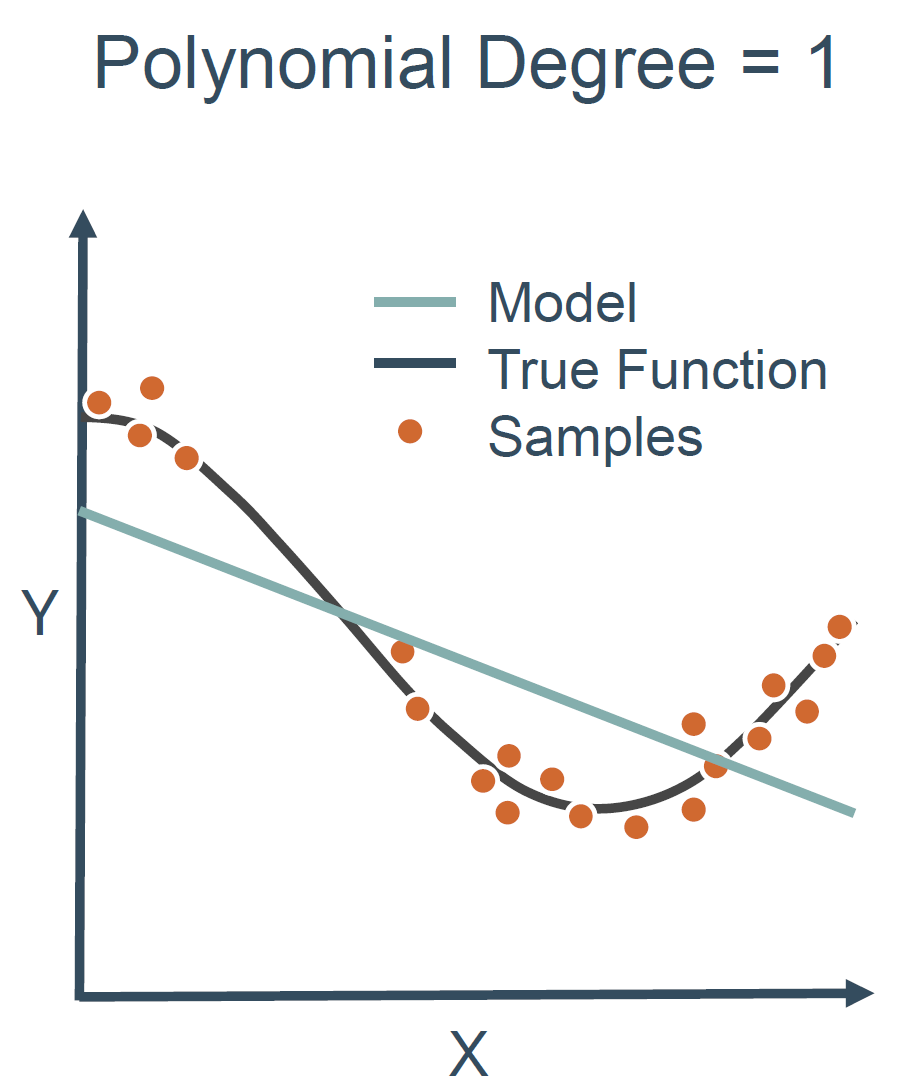 Polynomial Degree = 1
Model
True Function
Samples
Y
X